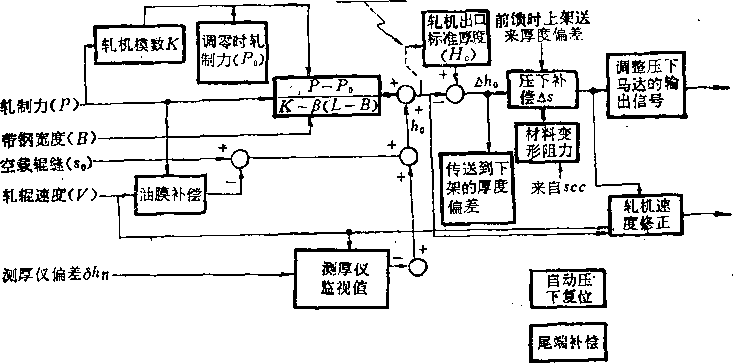 轧机模数K
调零时轧
制力(P₀)
轧机出口
标准厚度
(H₀)
前馈时上架送
来厚度偏差
轧制力(P)
P-P₀
K-β(L-B)
Δh₀
压下补
偿Δs
调整压下
马达的输
出信号
带钢宽度(B)
h₀
空载辊缝(s₀)
材料变
形阻力
来自scc
轧辊速度(V)
油膜补偿
传送到下
架的厚度
偏差
轧机速
度修正
测厚仪偏差δhn
测厚仪
监视值
自动压
下复位
尾端补偿